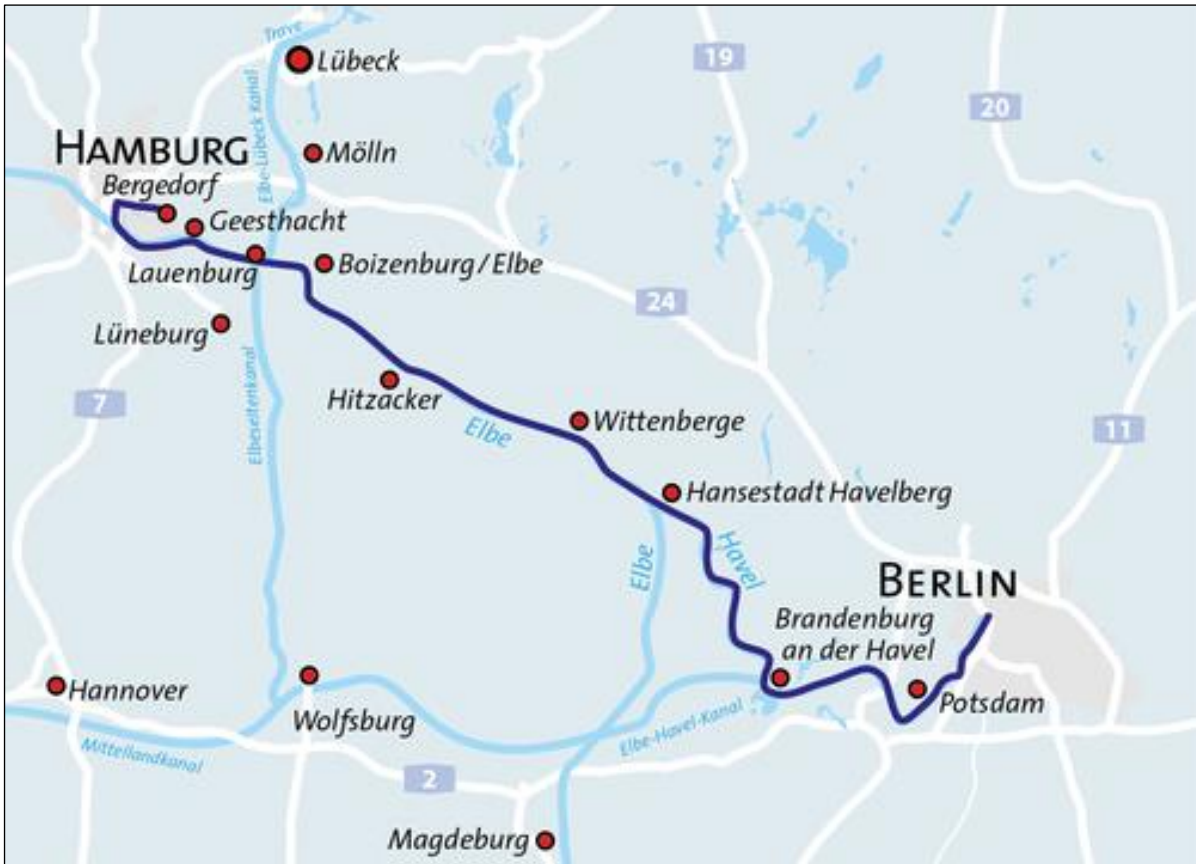 Trave
Lübeck
19
20
Elbe-Lübeck Kanal
HAMBURG
Mölln
Bergedorf
Geesthacht
Lauenburg
Boizenburg / Elbe
24
Lüneburg
7
Elbeseitenkanal
Hitzacker
Elbe
Wittenberge
11
Hansestadt Havelberg
Elbe
Havel
BERLIN
Brandenburg
an der Havel
Hannover
Wolfsburg
Potsdam
Mittellandkanal
Elbe-Havel-Kanal
2
Magdeburg